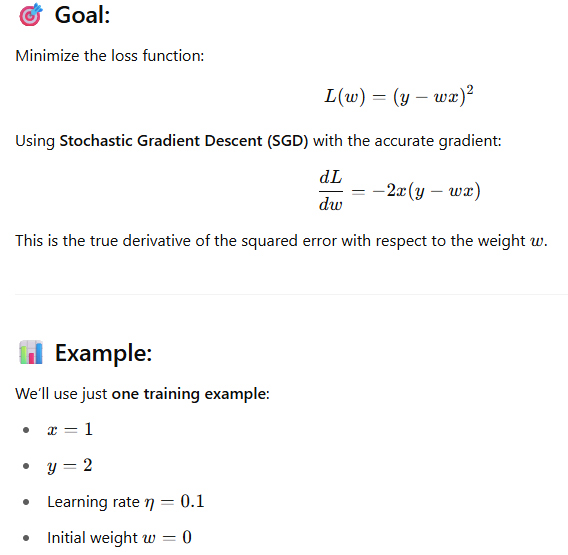 🎯 Goal:
Minimize the loss function:
L(w) = (y − wx)²
Using Stochastic Gradient Descent (SGD) with the accurate gradient:
dL/dw = −2x(y − wx)
This is the true derivative of the squared error with respect to the weight w.
📊 Example:
We’ll use just one training example:
• x = 1
• y = 2
• Learning rate η = 0.1
• Initial weight w = 0